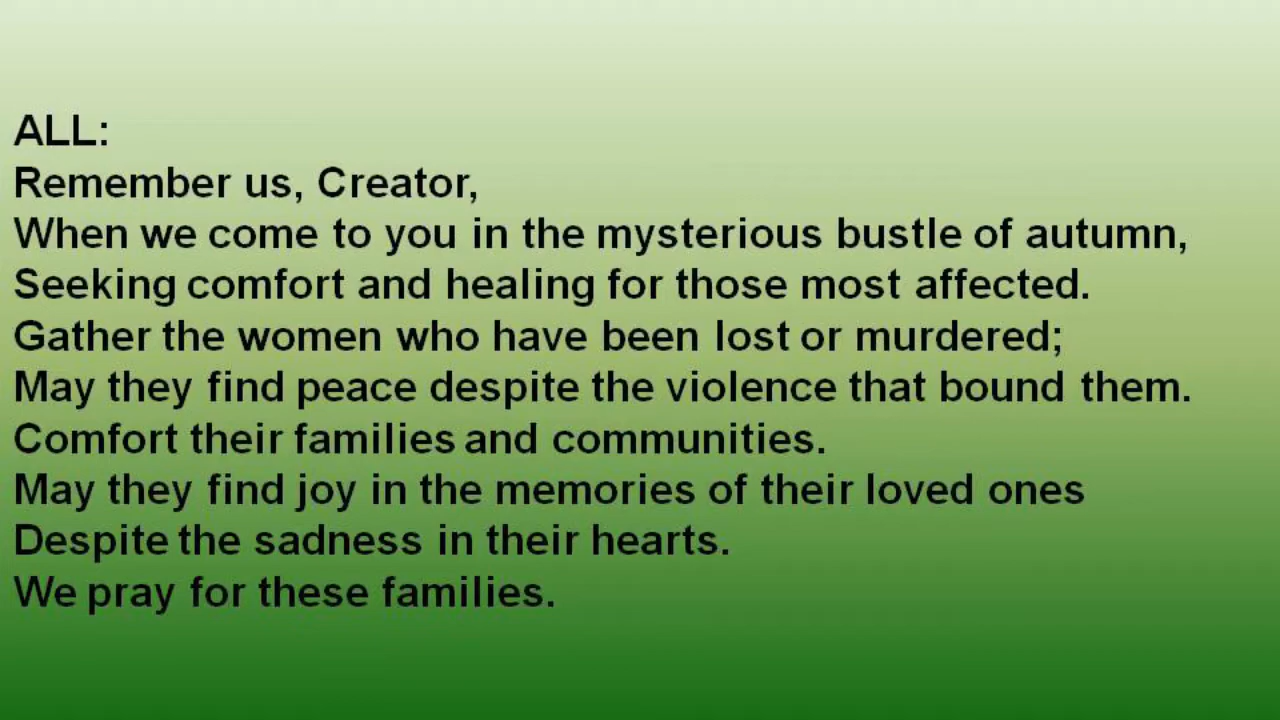 ALL:
Remember us, Creator,
When we come to you in the mysterious bustle of autumn,
Seeking comfort and healing for those most affected.
Gather the women who have been lost or murdered;
May they find peace despite the violence that bound them.
Comfort their families and communities.
May they find joy in the memories of their loved ones
Despite the sadness in their hearts.
We pray for these families.